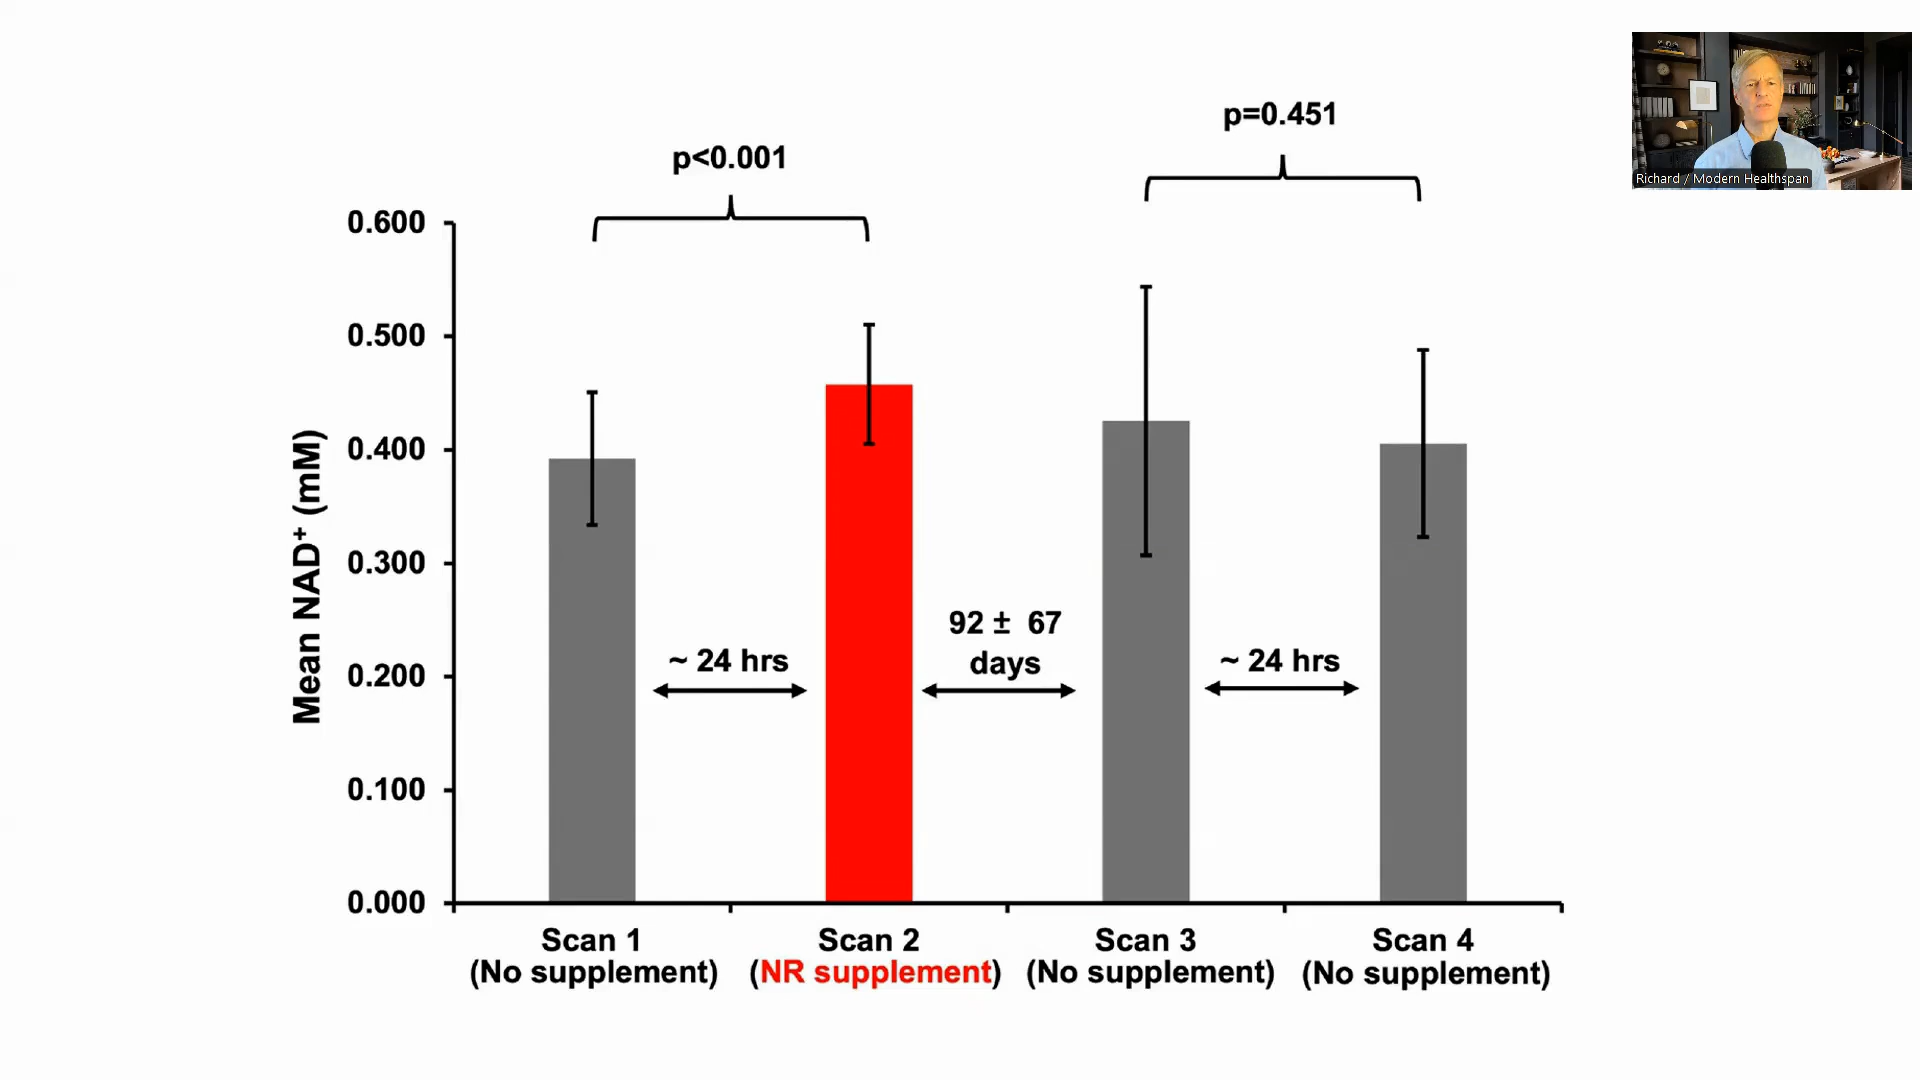 p<0.001
p=0.451
Richard / Modern Healthspan
0.600
0.500
0.400
0.300
0.200
0.100
0.000
Mean NAD⁺ (mM)
~ 24 hrs
92 ± 67
days
~ 24 hrs
Scan 1
(No supplement)
Scan 2
(NR supplement)
Scan 3
(No supplement)
Scan 4
(No supplement)